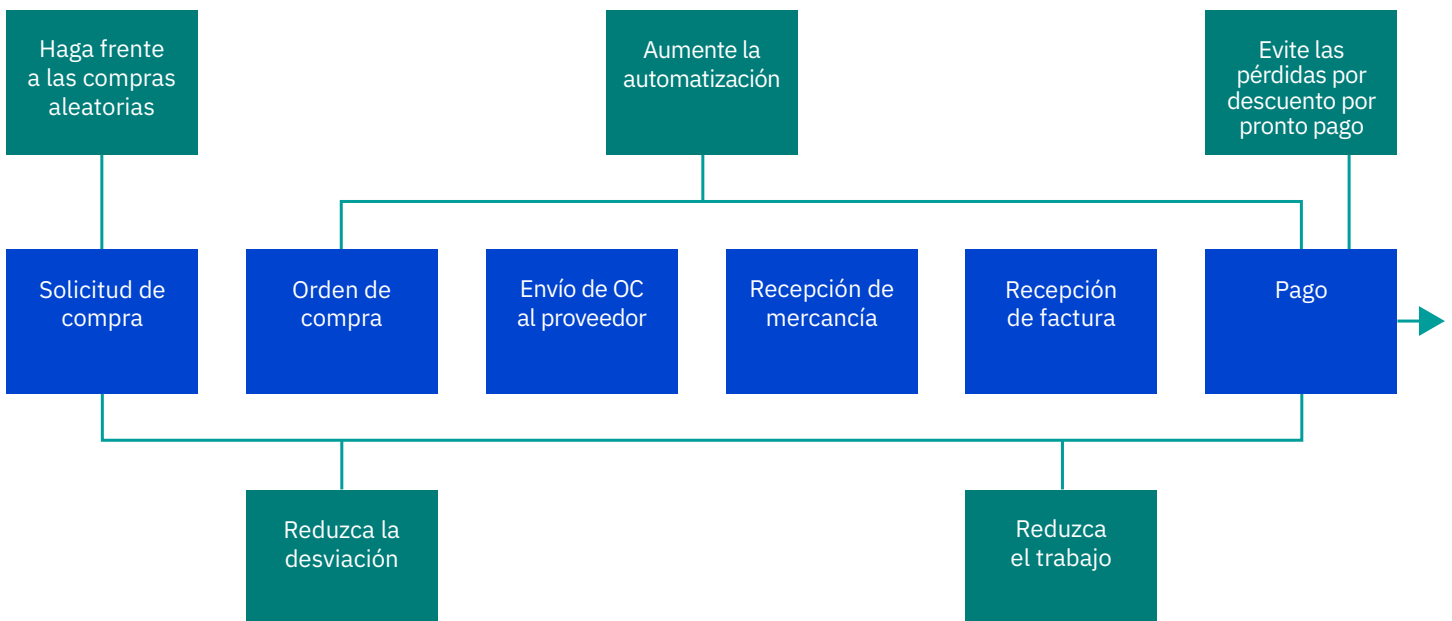 Haga frente
a las compras
aleatorias
Aumente la
automatización
Evite las
pérdidas por
descuento por
pronto pago
Solicitud de
compra
Orden de
compra
Envío de OC
al proveedor
Recepción de
mercancía
Recepción
de factura
Pago
Reduzca la
desviación
Reduzca
el trabajo